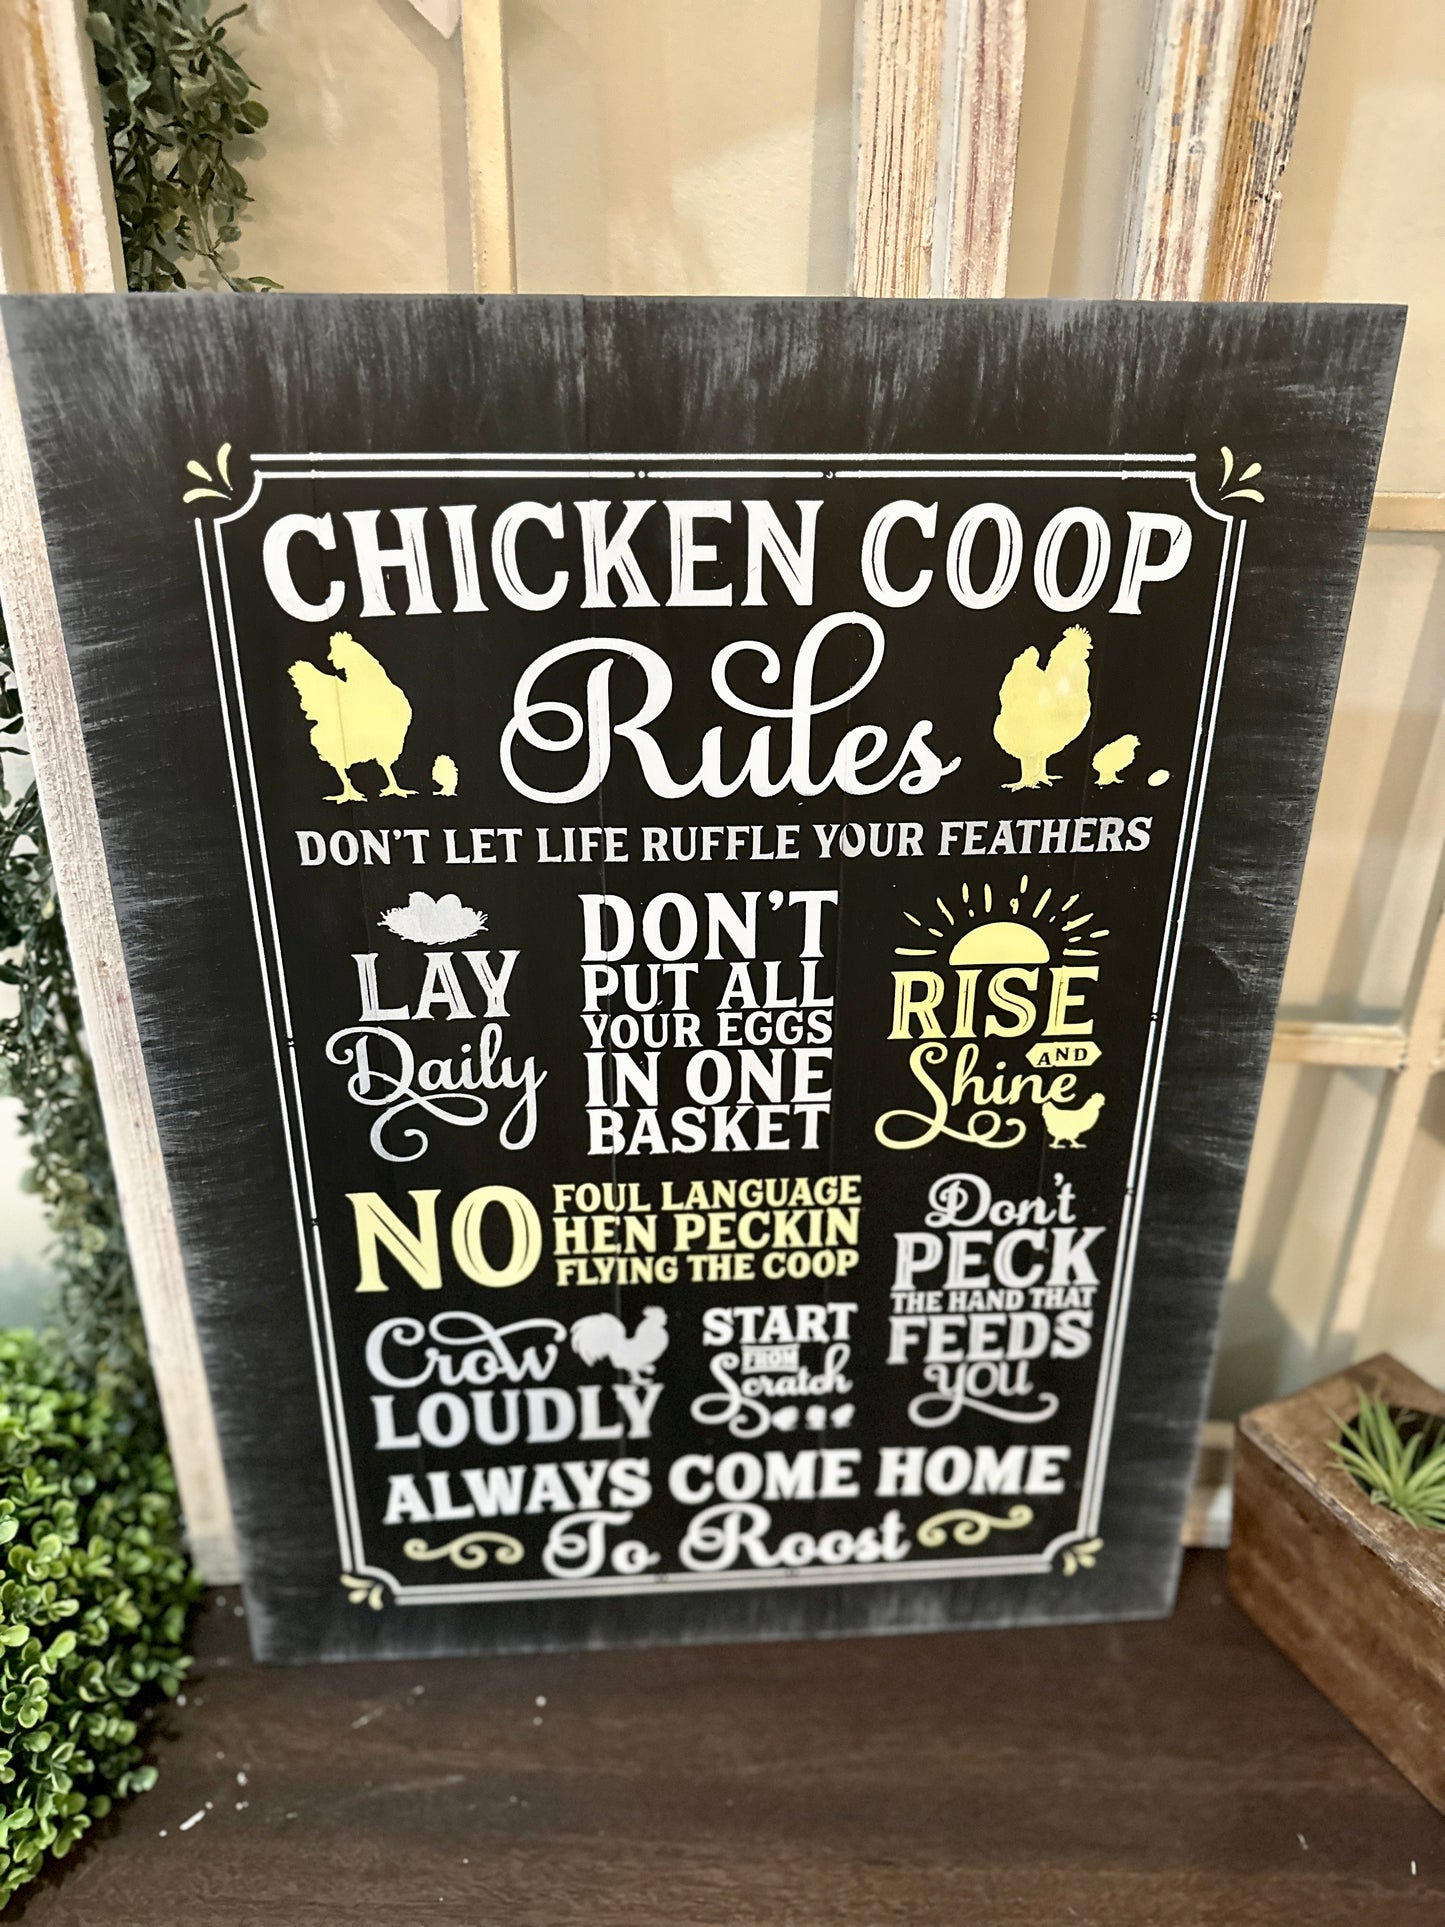 CHICKEN COOP
Rules
DON'T LET LIFE RUFFLE YOUR FEATHERS
LAY
Daily
DON'T
PUT ALL
YOUR EGGS
IN ONE
BASKET
RISE
AND
Shine
NO
FOUL LANGUAGE
HEN PECKIN
FLYING THE COOP
Don't
PECK
THE HAND THAT
FEEDS
you
Crow
LOUDLY
START
FROM
Scratch
ALWAYS COME HOME
To Roost